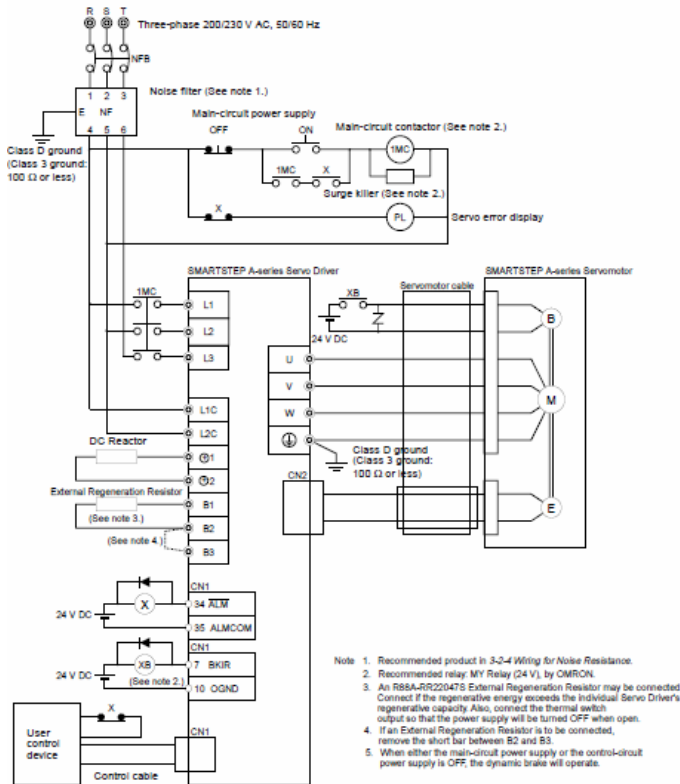 R S T
Three-phase 200/230 V AC, 50/60 Hz
NFB
Noise filter (See note 1.)
1 2 3
E NF
4 5 6
Class D ground
(Class 3 ground:
100 Ω or less)
Main-circuit power supply
OFF
ON
Main-circuit contactor (See note 2.)
1MC
1MC
X
Surge killer (See note 2.)
X
PL
Servo error display
SMARTSTEP A-series Servo Driver
SMARTSTEP A-series Servomotor
1MC
L1
L2
L3
XB
24 V DC
Servomotor cable
B
U
V
W
M
Class D ground
(Class 3 ground:
100 Ω or less)
CN2
E
L1C
L2C
DC Reactor
1
2
External Regeneration Resistor
(See note 3.)
B1
(See note 4.)
B2
B3
CN1
24 V DC
X
34 ALM
35 ALMCOM
CN1
24 V DC
XB
(See note 2.)
7 BKIR
10 OGND
X
User
control
device
CN1
Control cable
Note 1. Recommended product in 3-2-4 Wiring for Noise Resistance.
2. Recommended relay: MY Relay (24 V), by OMRON.
3. An R88A-RR22047S External Regeneration Resistor may be connected.
Connect if the regenerative energy exceeds the individual Servo Driver's
regenerative capacity. Also, connect the thermal switch
output so that the power supply will be turned OFF when open.
4. If an External Regeneration Resistor is to be connected,
remove the short bar between B2 and B3.
5. When either the main-circuit power supply or the control-circuit
power supply is OFF, the dynamic brake will operate.